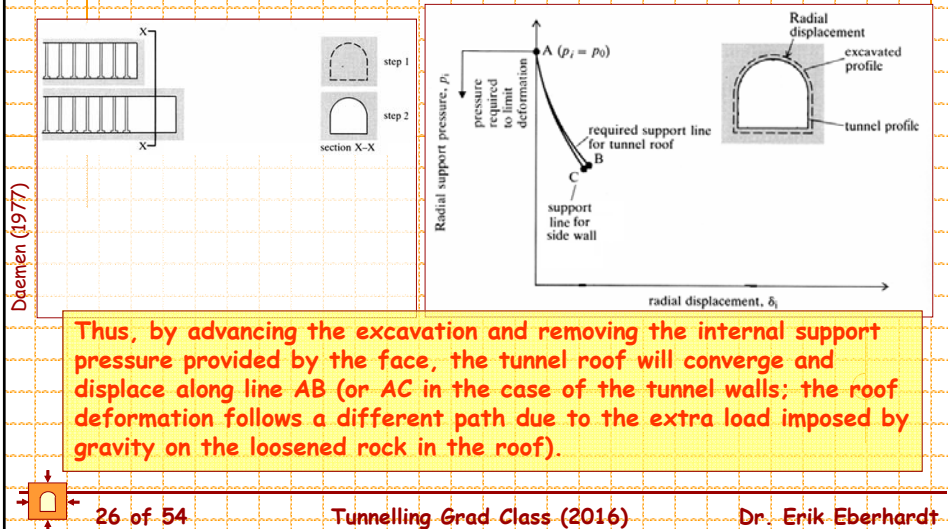 X
step 1
step 2
X
section X–X
Daemen (1977)
Radial support pressure, pᵢ
pressure
required
to limit
deformation
A (pᵢ = p₀)
required support line
for tunnel roof
B
C
support
line for
side wall
radial displacement, δᵢ
Radial
displacement
excavated
profile
tunnel profile
Thus, by advancing the excavation and removing the internal support
pressure provided by the face, the tunnel roof will converge and
displace along line AB (or AC in the case of the tunnel walls; the roof
deformation follows a different path due to the extra load imposed by
gravity on the loosened rock in the roof).
26 of 54
Tunnelling Grad Class (2016)
Dr. Erik Eberhardt